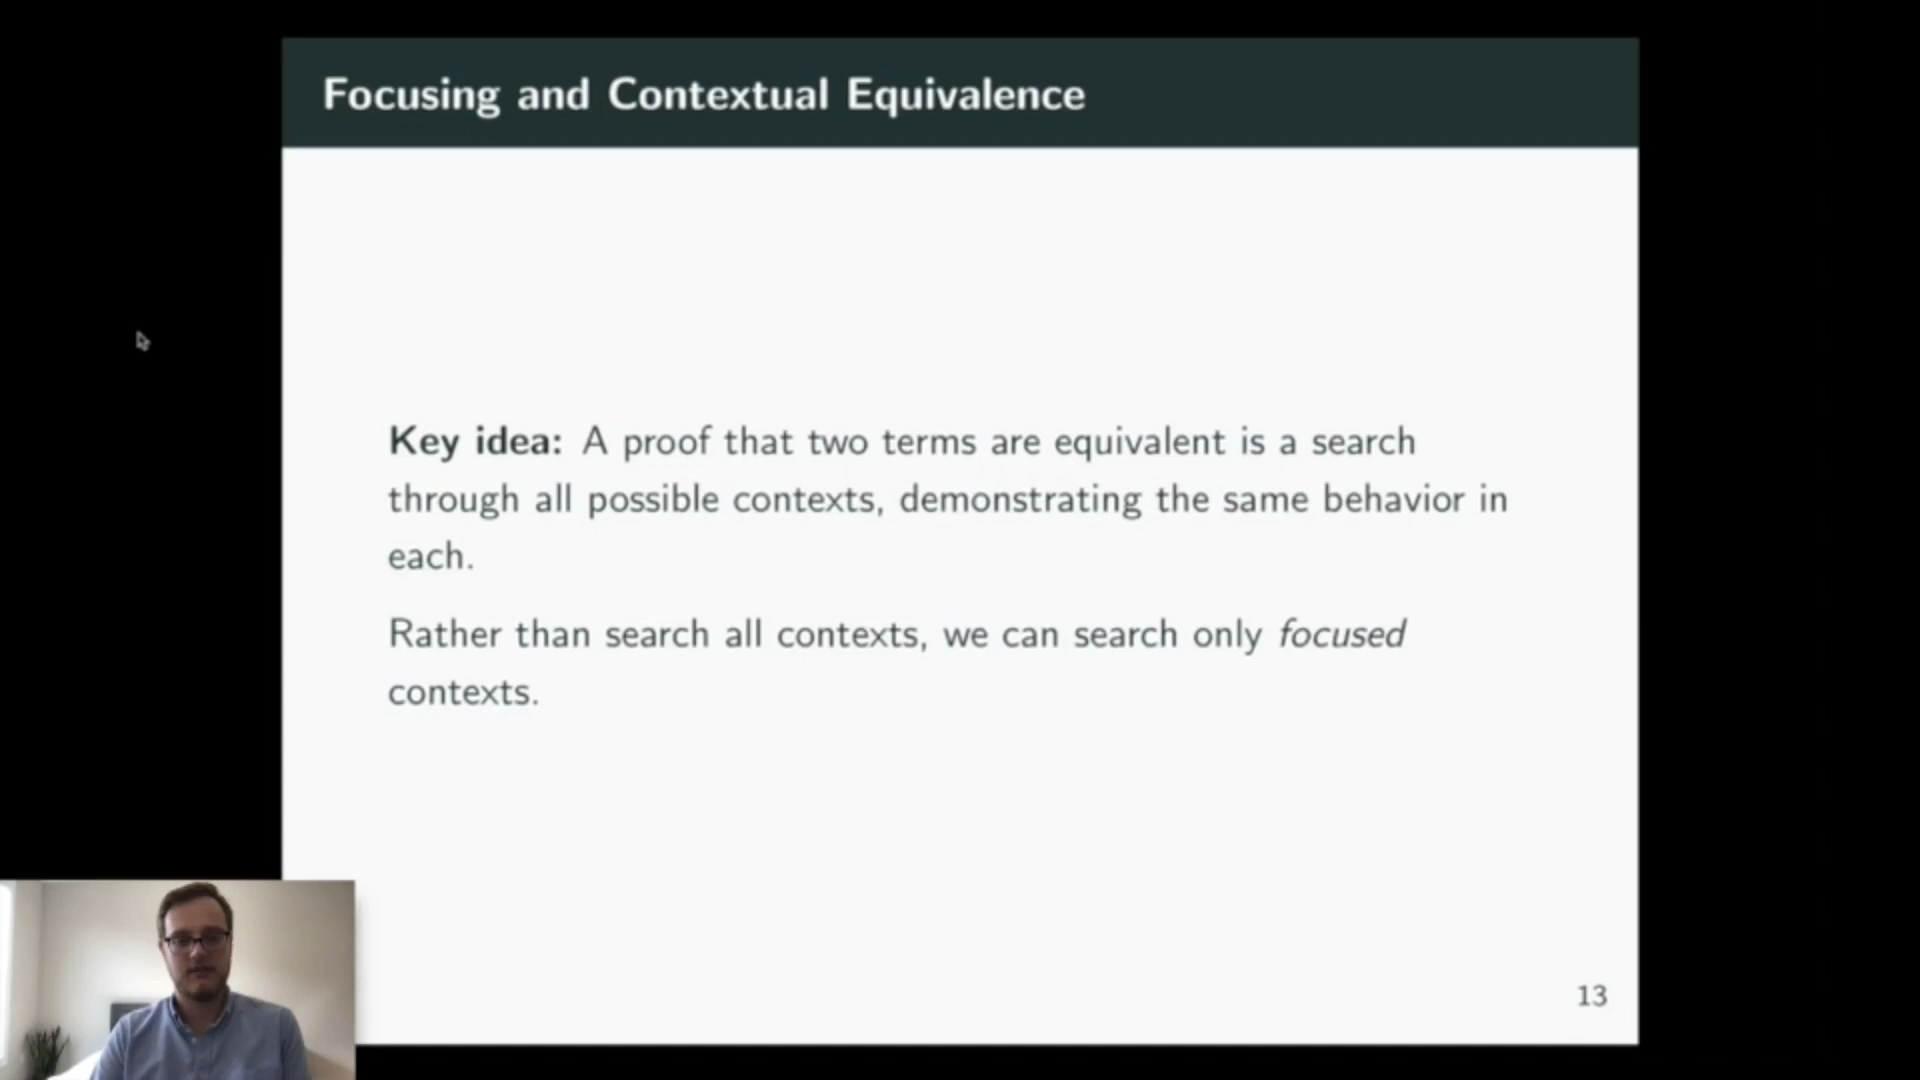 Focusing and Contextual Equivalence
Key idea: A proof that two terms are equivalent is a search
through all possible contexts, demonstrating the same behavior in
each.
Rather than search all contexts, we can search only focused
contexts.
13